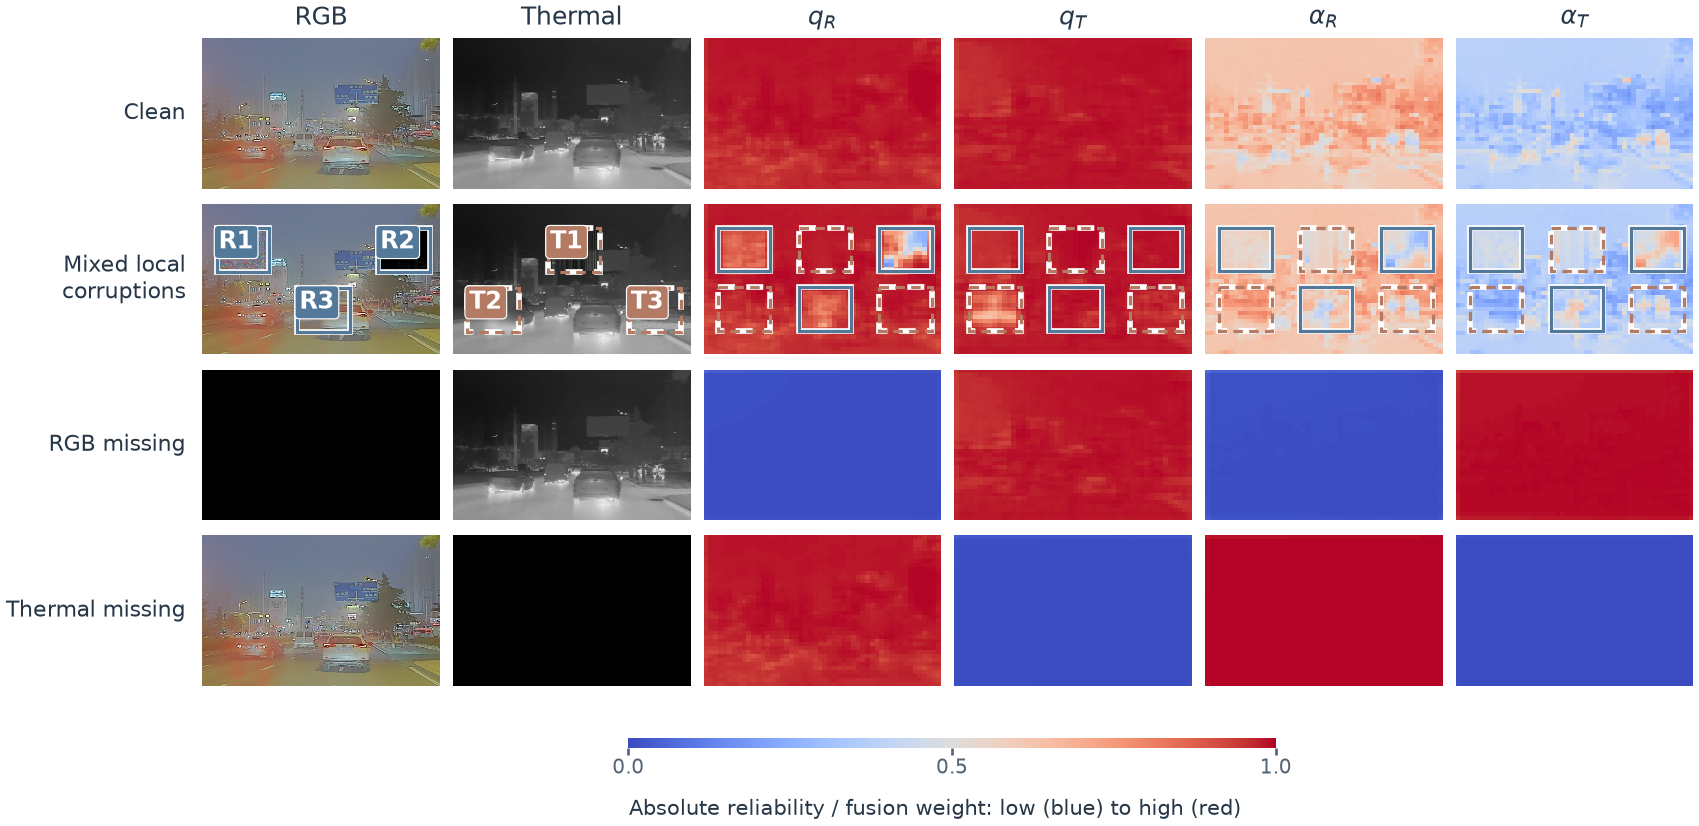 RGB Thermal q_R q_T α_R α_T
Clean
Mixed local
corruptions
R1 R2 R3
T1 T2 T3
RGB missing
Thermal missing
0.0 0.5 1.0
Absolute reliability / fusion weight: low (blue) to high (red)